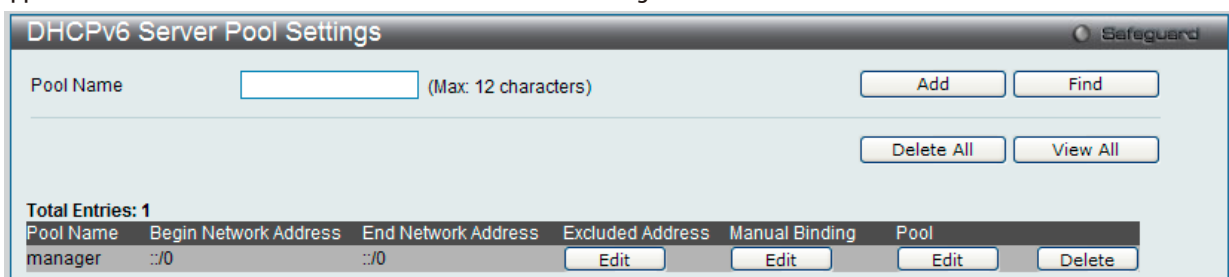 DHCPv6 Server Pool Settings Safeguard
Pool Name (Max: 12 characters) Add Find
Delete All View All
Total Entries: 1
Pool Name Begin Network Address End Network Address Excluded Address Manual Binding Pool
manager ::/0 ::/0 Edit Edit Edit Delete